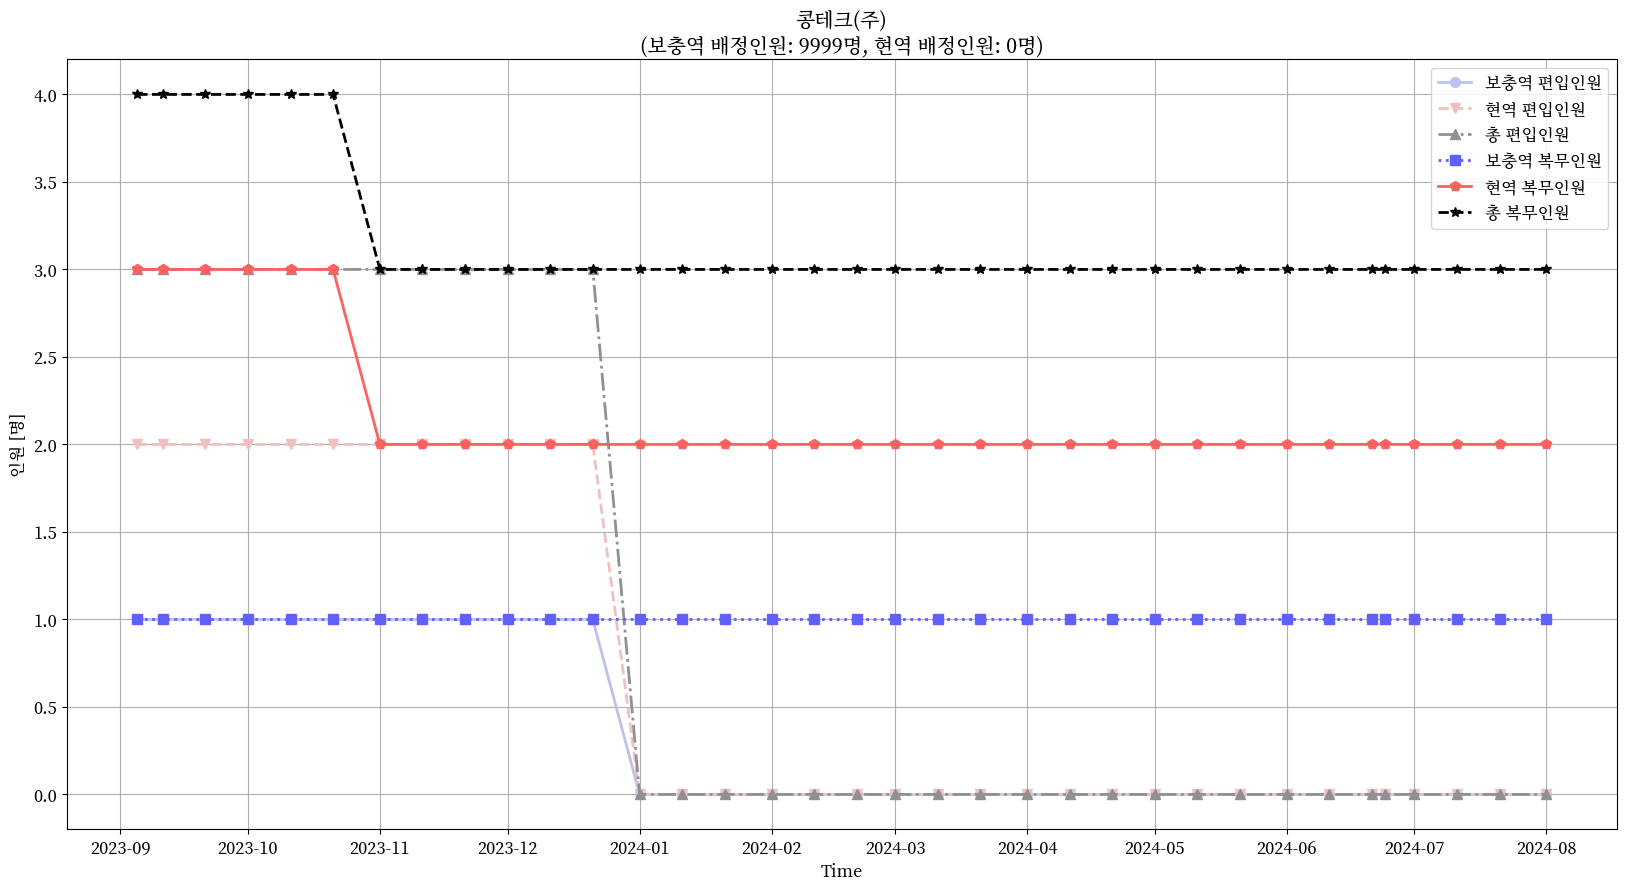 콩테크(주)
(보충역 배정인원: 9999명, 현역 배정인원: 0명)
보충역 편입인원
현역 편입인원
총 편입인원
보충역 복무인원
현역 복무인원
총 복무인원
인원 [명]
4.0
3.5
3.0
2.5
2.0
1.5
1.0
0.5
0.0
2023-09 2023-10 2023-11 2023-12 2024-01 2024-02 2024-03 2024-04 2024-05 2024-06 2024-07 2024-08
Time